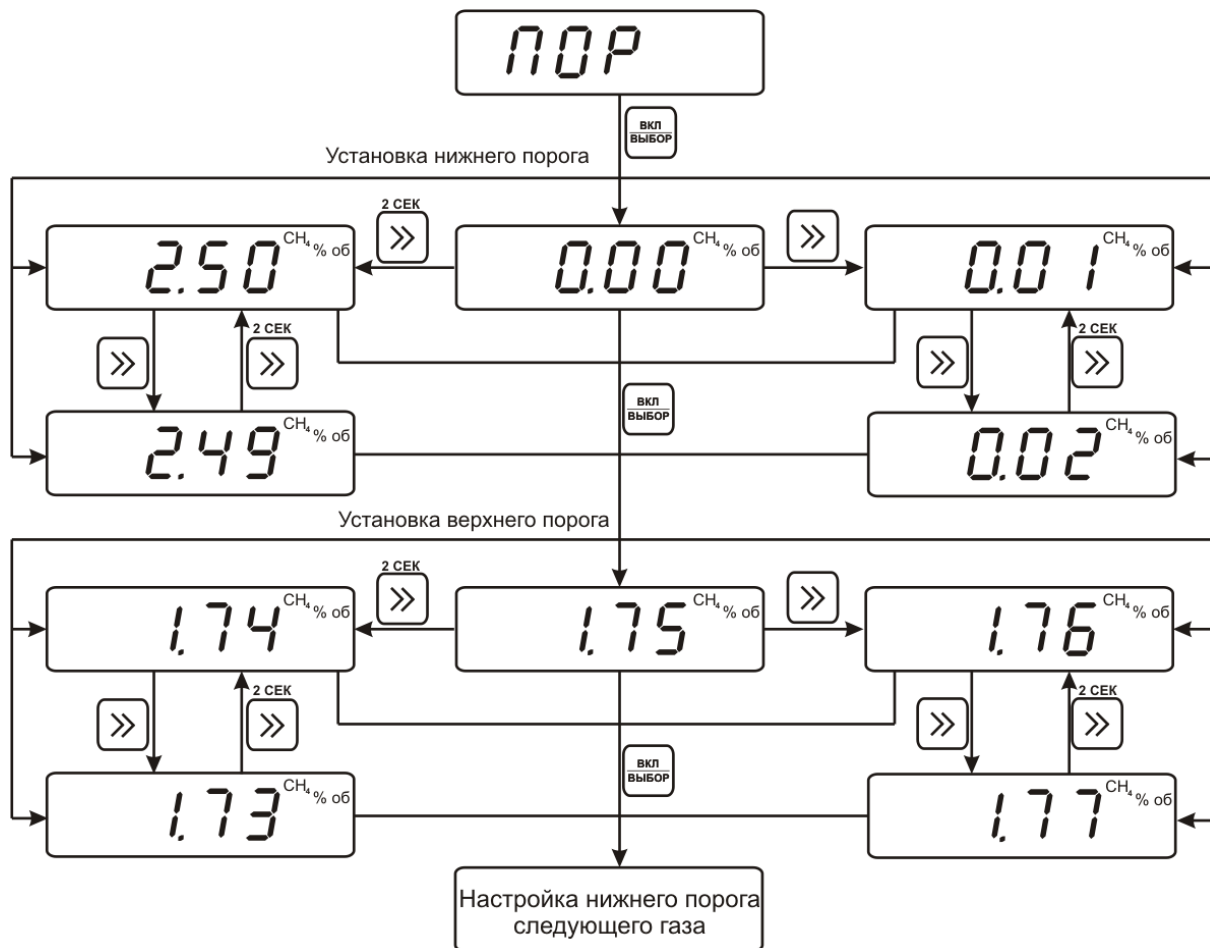 ПОР
ВКЛ
ВЫБОР
Установка нижнего порога
2 СЕК
2.50 CH₄ % об
0.00 CH₄ % об
0.01 CH₄ % об
2 СЕК
2 СЕК
ВКЛ
ВЫБОР
2.49 CH₄ % об
0.02 CH₄ % об
Установка верхнего порога
2 СЕК
1.74 CH₄ % об
1.75 CH₄ % об
1.76 CH₄ % об
2 СЕК
2 СЕК
ВКЛ
ВЫБОР
1.73 CH₄ % об
1.77 CH₄ % об
Настройка нижнего порога
следующего газа